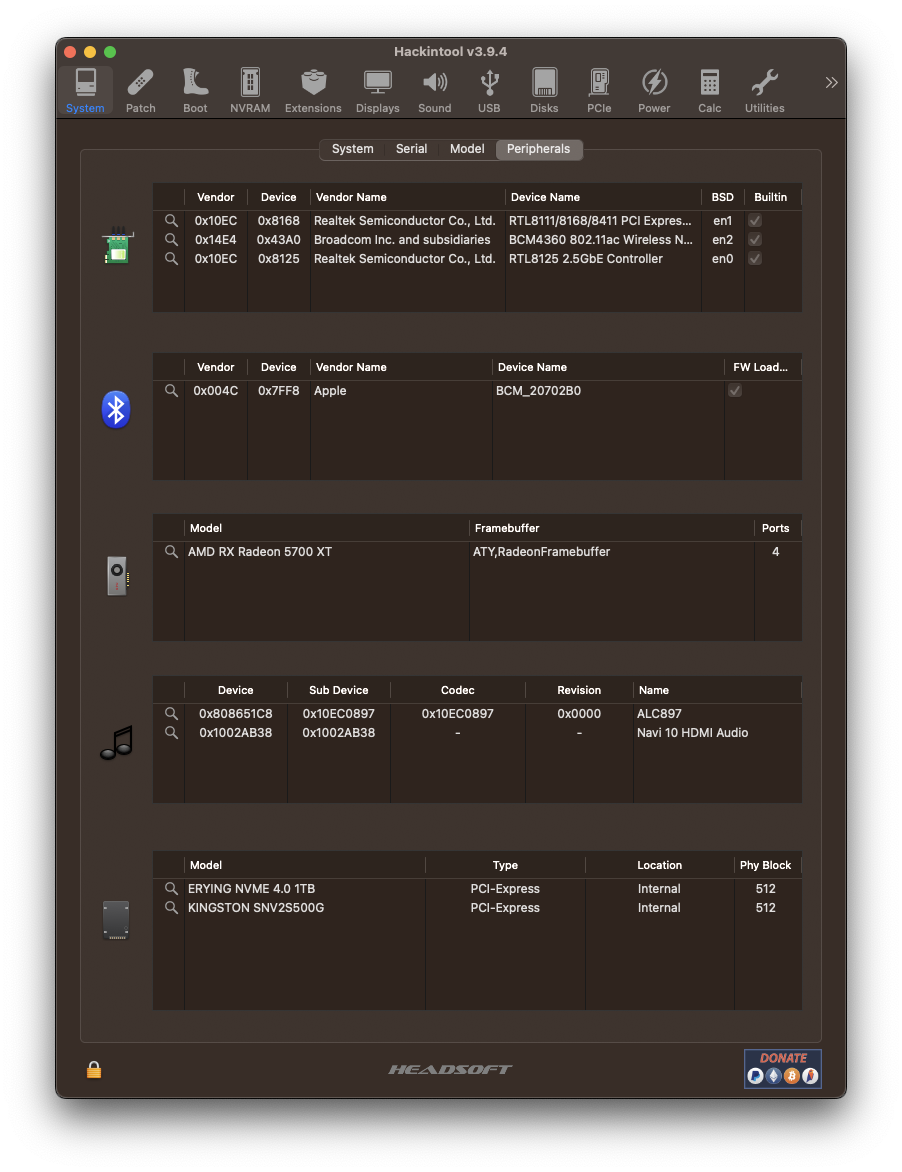 Hackintool v3.9.4
System Patch Boot NVRAM Extensions Displays Sound USB Disks PCIe Power Calc Utilities
System Serial Model Peripherals
Vendor Device Vendor Name Device Name BSD Builtin
0x10EC 0x8168 Realtek Semiconductor Co., Ltd. RTL8111/8168/8411 PCI Expres... en1
0x14E4 0x43A0 Broadcom Inc. and subsidiaries BCM4360 802.11ac Wireless N... en2
0x10EC 0x8125 Realtek Semiconductor Co., Ltd. RTL8125 2.5GbE Controller en0
Vendor Device Vendor Name Device Name FW Load...
0x004C 0x7FF8 Apple BCM_20702B0
Model Framebuffer Ports
AMD RX Radeon 5700 XT ATY,RadeonFramebuffer 4
Device Sub Device Codec Revision Name
0x808651C8 0x10EC0897 0x10EC0897 0x0000 ALC897
0x1002AB38 0x1002AB38 - - Navi 10 HDMI Audio
Model Type Location Phy Block
ERYING NVME 4.0 1TB PCI-Express Internal 512
KINGSTON SNV2S500G PCI-Express Internal 512
HEADSOFT
DONATE